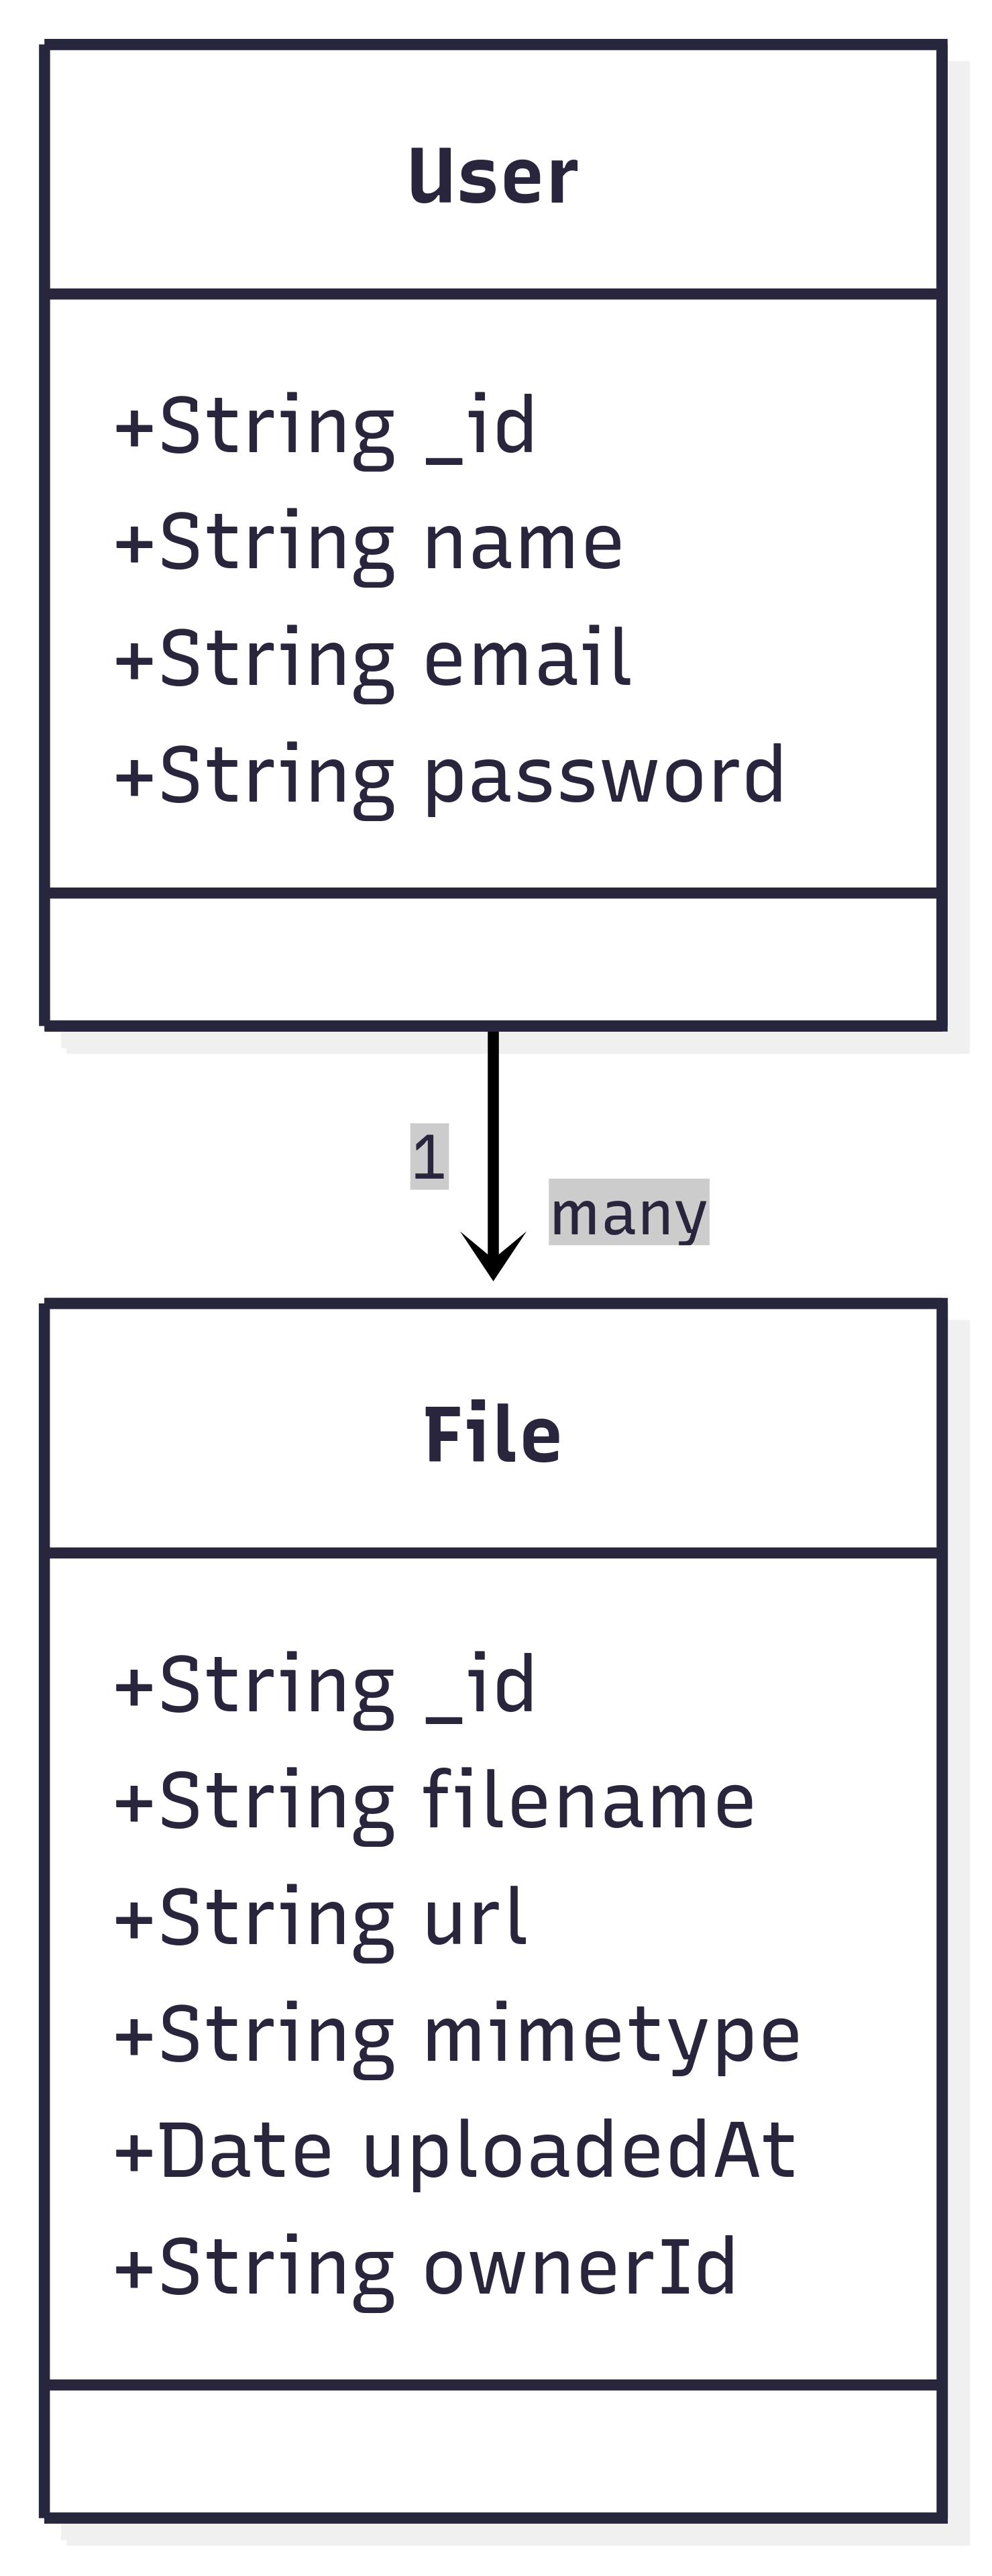 User
+String _id
+String name
+String email
+String password
1
many
File
+String _id
+String filename
+String url
+String mimetype
+Date uploadedAt
+String ownerId